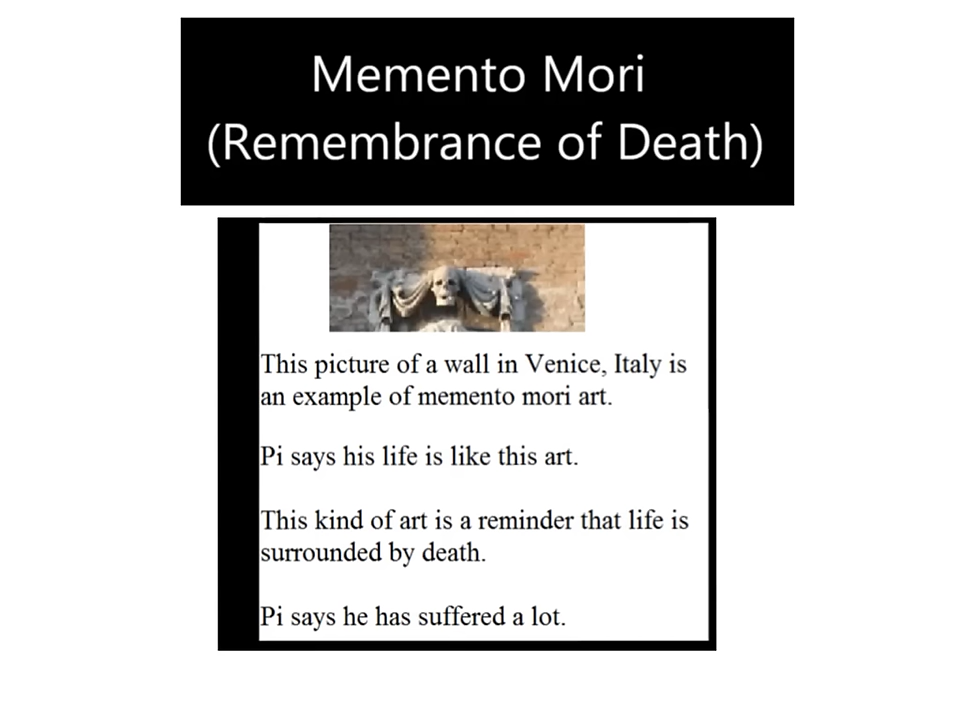 Memento Mori
(Remembrance of Death)
This picture of a wall in Venice, Italy is
an example of memento mori art.
Pi says his life is like this art.
This kind of art is a reminder that life is
surrounded by death.
Pi says he has suffered a lot.